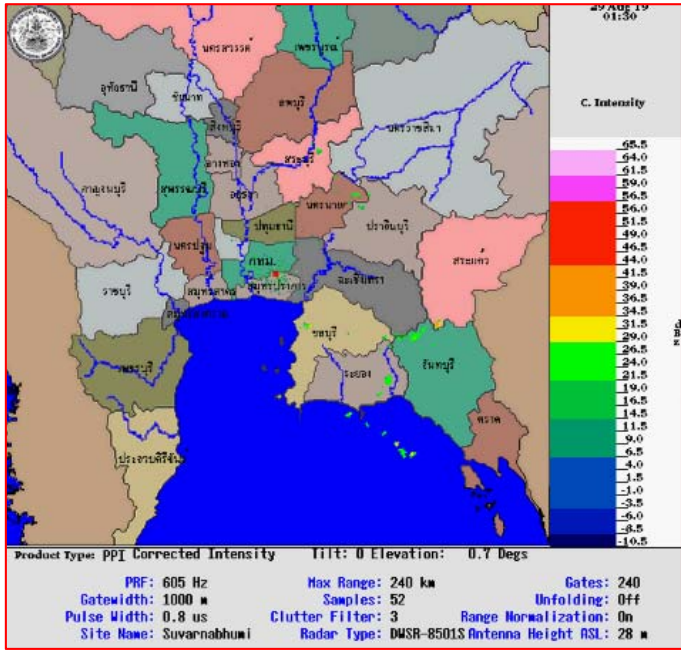 29 Aug 19
01:30
C. Intensity
นครสวรรค์
เพชรบูรณ์
อุทัยธานี
ชัยนาท
ลพบุรี
สิงห์บุรี
นครราชสีมา
อ่างทอง
สระบุรี
กาญจนบุรี
สุพรรณบุรี
อยุธยา
นครนายก
ปราจีนบุรี
ปทุมธานี
นครปฐม
กทม.
สระแก้ว
ฉะเชิงเทรา
ราชบุรี
สมุทรสาคร
สมุทรปราการ
ชลบุรี
เพชรบุรี
ระยอง
จันทบุรี
ตราด
ประจวบคีรีขันธ์
65.5
64.0
61.5
59.0
56.5
56.0
51.5
49.0
46.5
44.0
41.5
39.0
36.5
34.0
31.5
29.0
26.5
24.0
21.5
19.0
16.5
14.5
11.5
9.0
6.5
4.0
1.5
-1.0
-3.5
-6.0
-8.5
-10.5
Product Type: PPI Corrected Intensity Tilt: 0 Elevation: 0.7 Degs
PRF: 605 Hz Max Range: 240 km Gates: 240
Gatewidth: 1000 m Samples: 52 Unfolding: Off
Pulse Width: 0.8 us Clutter Filter: 3 Range Normalization: On
Site Name: Suvarnabhumi Radar Type: DWSR-8501S Antenna Height ASL: 28 m